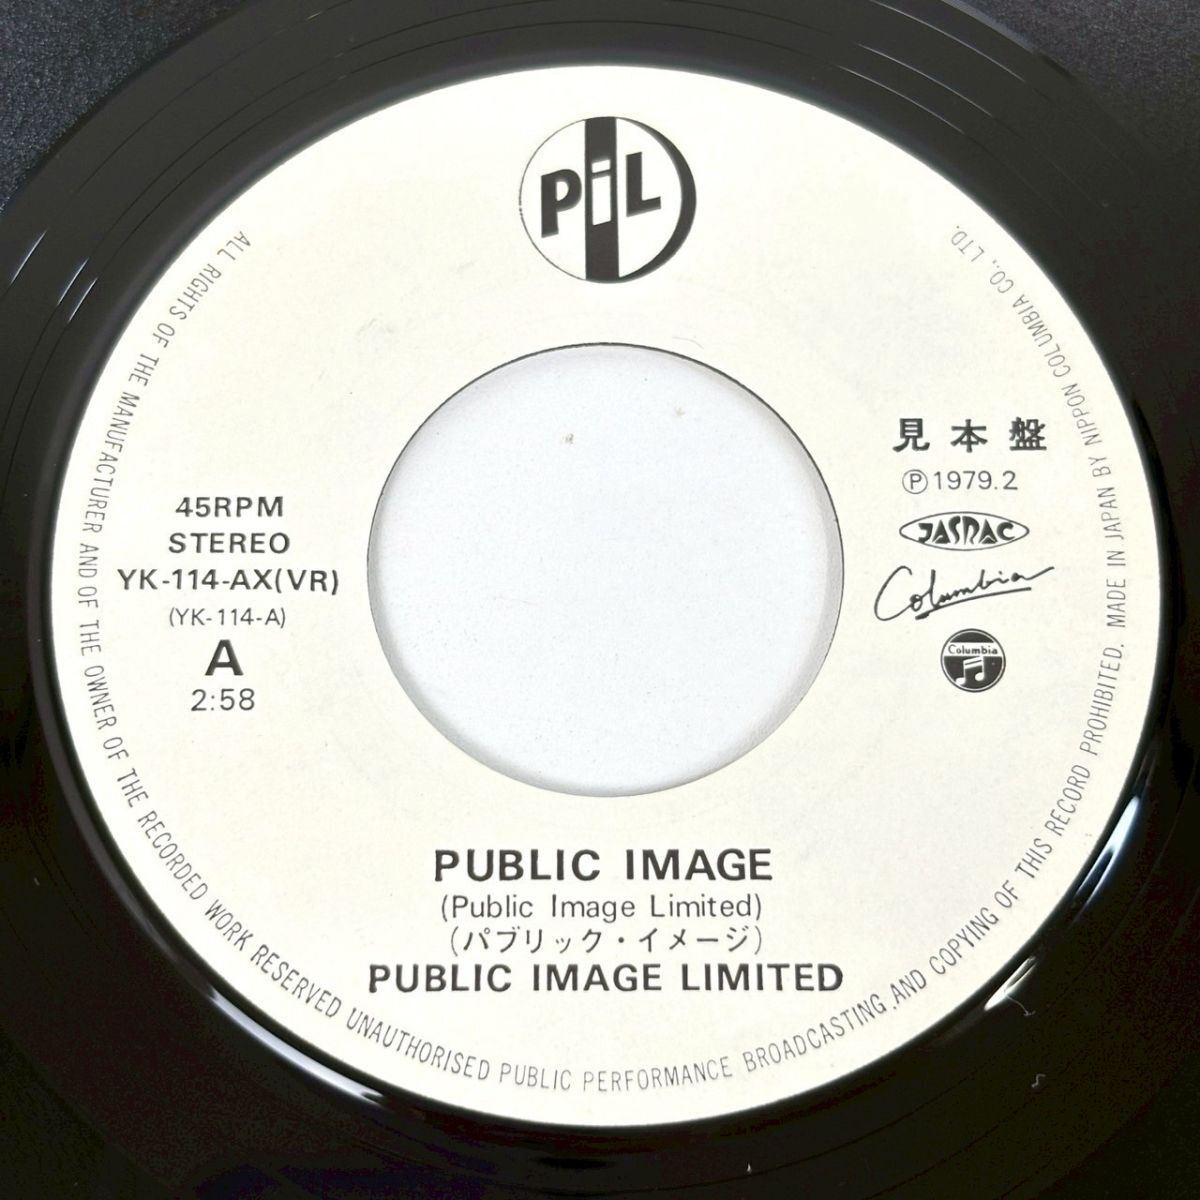 PiL
ALL RIGHTS OF THE MANUFACTURER AND OF THE OWNER OF THE RECORDED WORK RESERVED UNAUTHORISED PUBLIC PERFORMANCE BROADCASTING AND COPYING OF THIS RECORD PROHIBITED. MADE IN JAPAN BY NIPPON COLUMBIA CO., LTD.
45RPM
STEREO
YK-114-AX(VR)
(YK-114-A)
A
2:58
見本盤
Ⓟ1979.2
JASRAC
Columbia
Columbia
PUBLIC IMAGE
(Public Image Limited)
(パブリック・イメージ)
PUBLIC IMAGE LIMITED